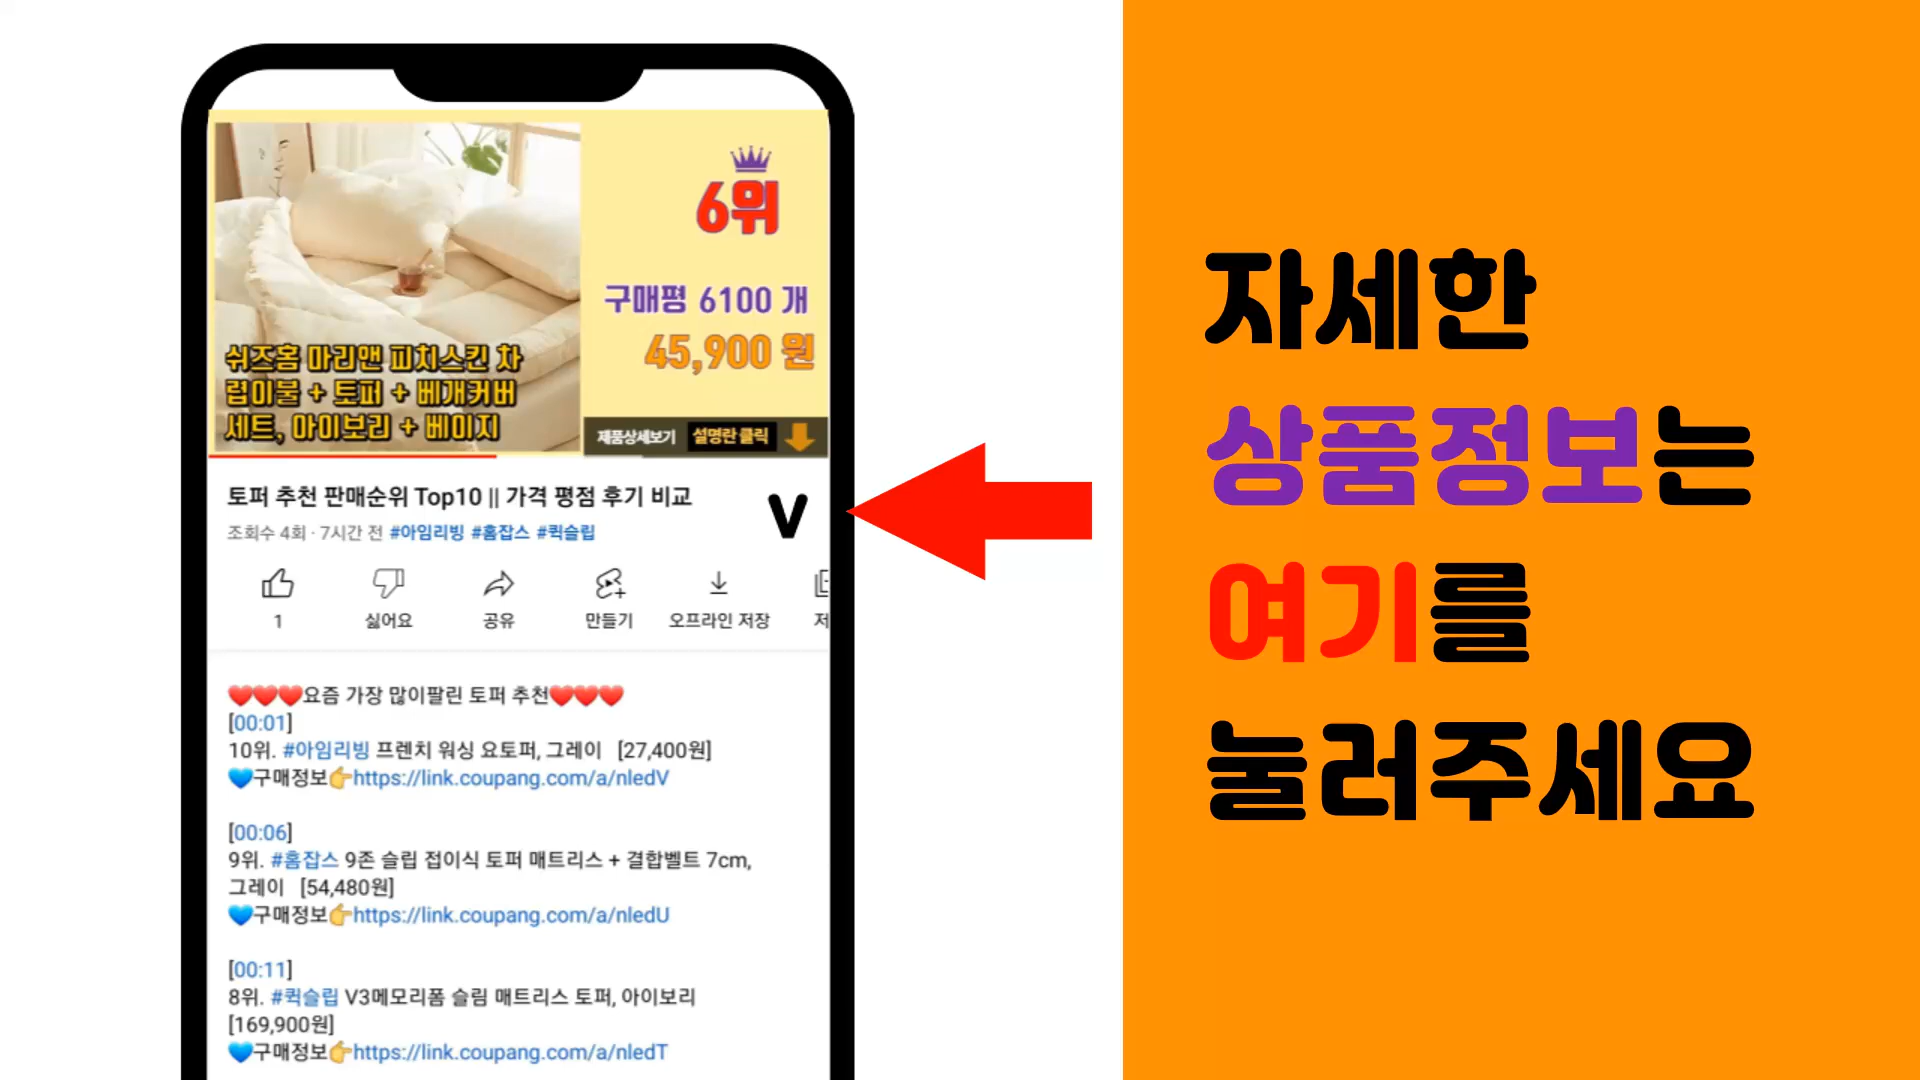 6위
구매평 6100 개
45,900 원
쉬즈홈 마리앤 피치스킨 차
렵이불 + 토퍼 + 베개커버
세트, 아이보리 + 베이지
제품상세보기 설명란 클릭
토퍼 추천 판매순위 Top10 || 가격 평점 후기 비교
V
조회수 4회 · 7시간 전 #아임리빙 #홈잡스 #퀵슬립
1 싫어요 공유 만들기 오프라인 저장 저
❤️❤️❤️요즘 가장 많이팔린 토퍼 추천❤️❤️❤️
[00:01]
10위. #아임리빙 프렌치 워싱 요토퍼, 그레이 [27,400원]
💙구매정보👉https://link.coupang.com/a/nledV
[00:06]
9위. #홈잡스 9존 슬립 접이식 토퍼 매트리스 + 결합벨트 7cm,
그레이 [54,480원]
💙구매정보👉https://link.coupang.com/a/nledU
[00:11]
8위. #퀵슬립 V3메모리폼 슬림 매트리스 토퍼, 아이보리
[169,900원]
💙구매정보👉https://link.coupang.com/a/nledT
자세한
상품정보는
여기를
눌러주세요